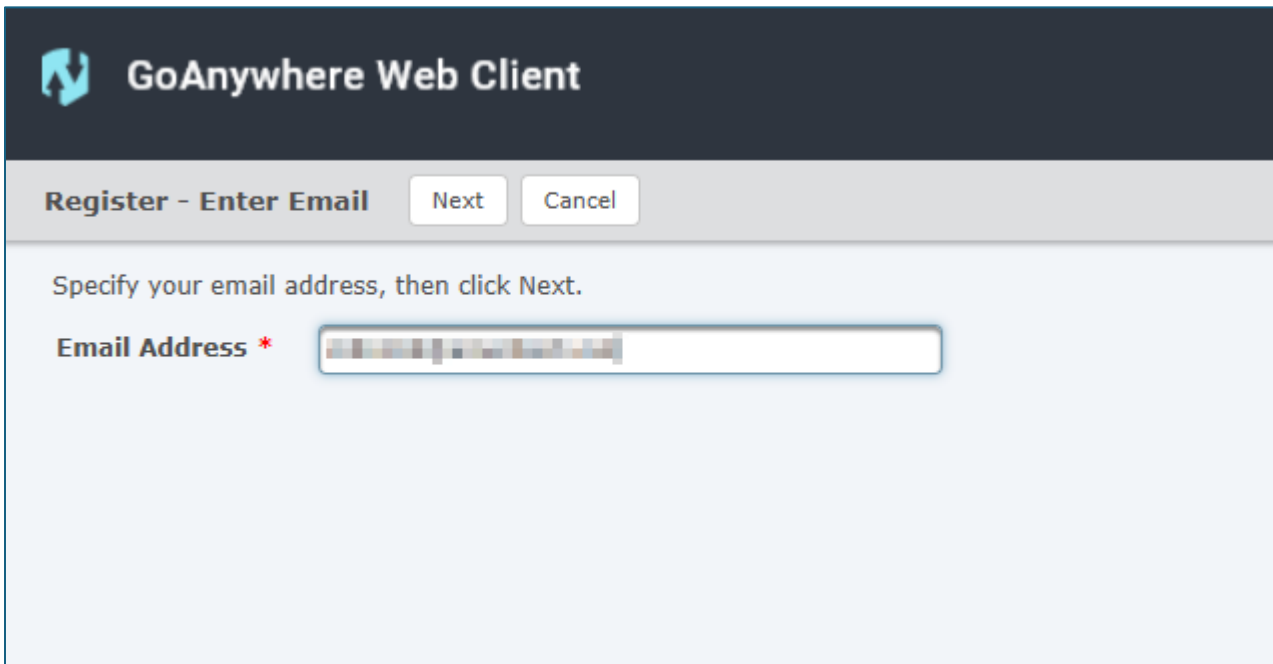 GoAnywhere Web Client
Register - Enter Email Next Cancel
Specify your email address, then click Next.
Email Address *